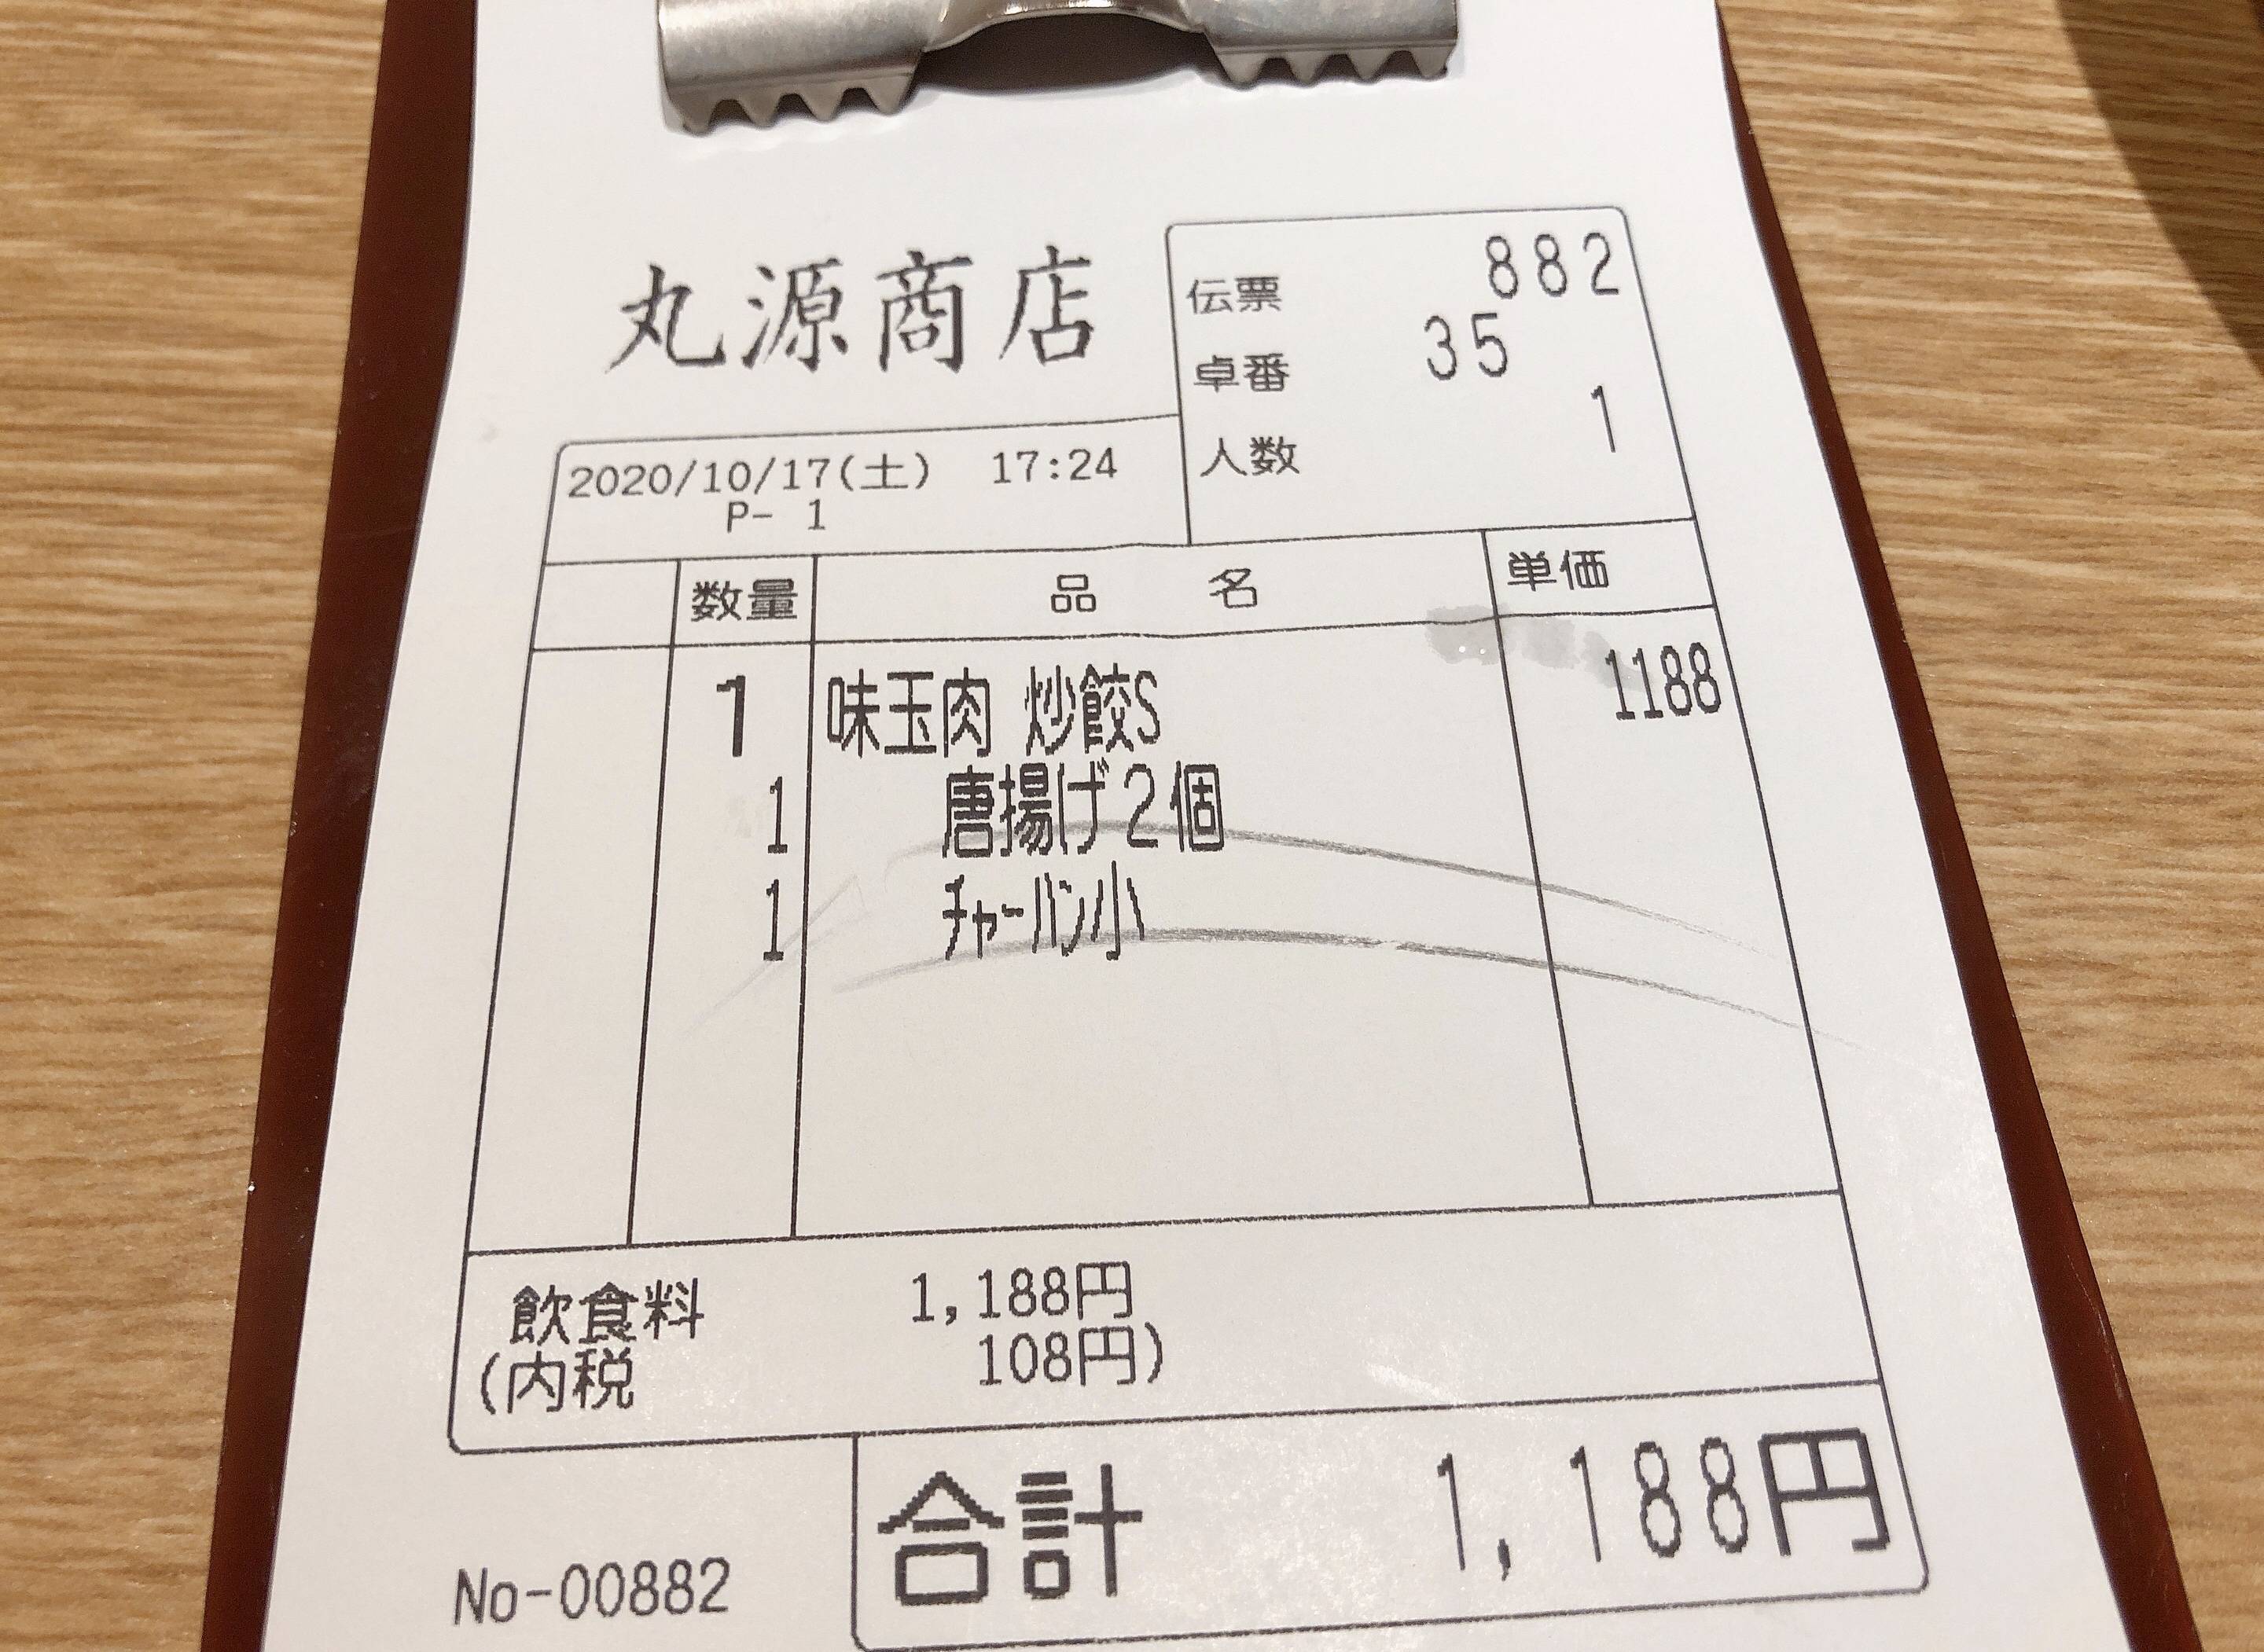 丸源商店
伝票 882
卓番 35
人数 1
2020/10/17(土) 17:24
P- 1
数量 品名 単価
1 味玉肉 炒餃S 1188
1 唐揚げ2個
1 チャーハン小
飲食料 1,188円
(内税 108円)
合計 1,188円
No-00882